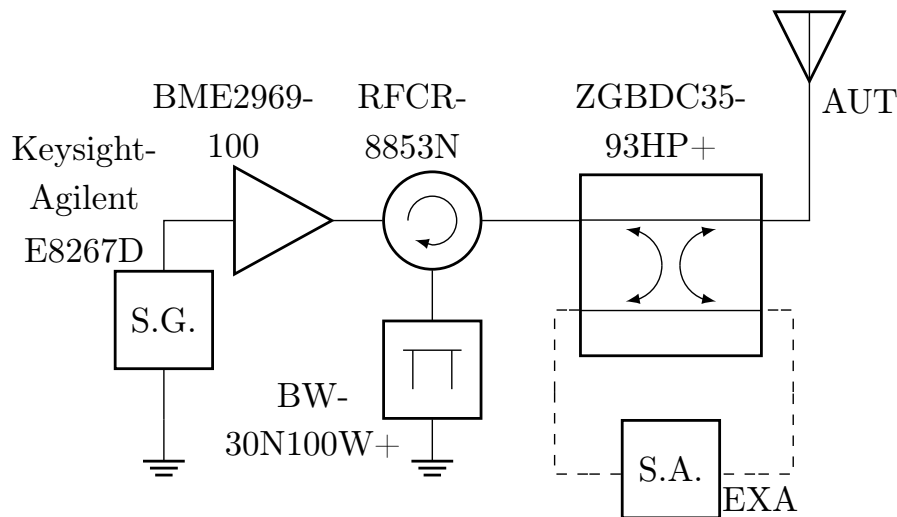 BME2969-
100
RFCR-
8853N
ZGBDC35-
93HP+
AUT
Keysight-
Agilent
E8267D
S.G.
BW-
30N100W+
S.A.
EXA